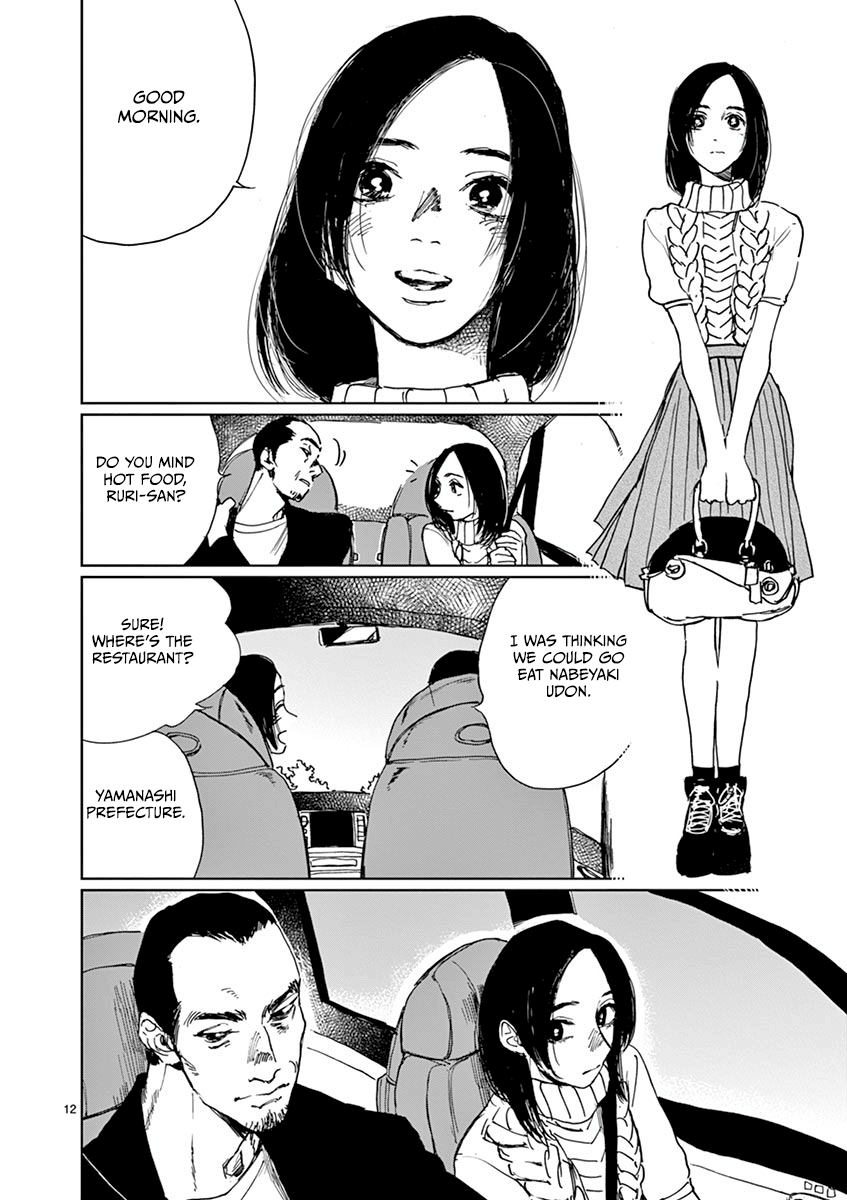 GOOD
MORNING.
DO YOU MIND
HOT FOOD,
RURI-SAN?
I WAS THINKING
WE COULD GO
EAT NABEYAKI
UDON.
SURE!
WHERE'S THE
RESTAURANT?
YAMANASHI
PREFECTURE.
12